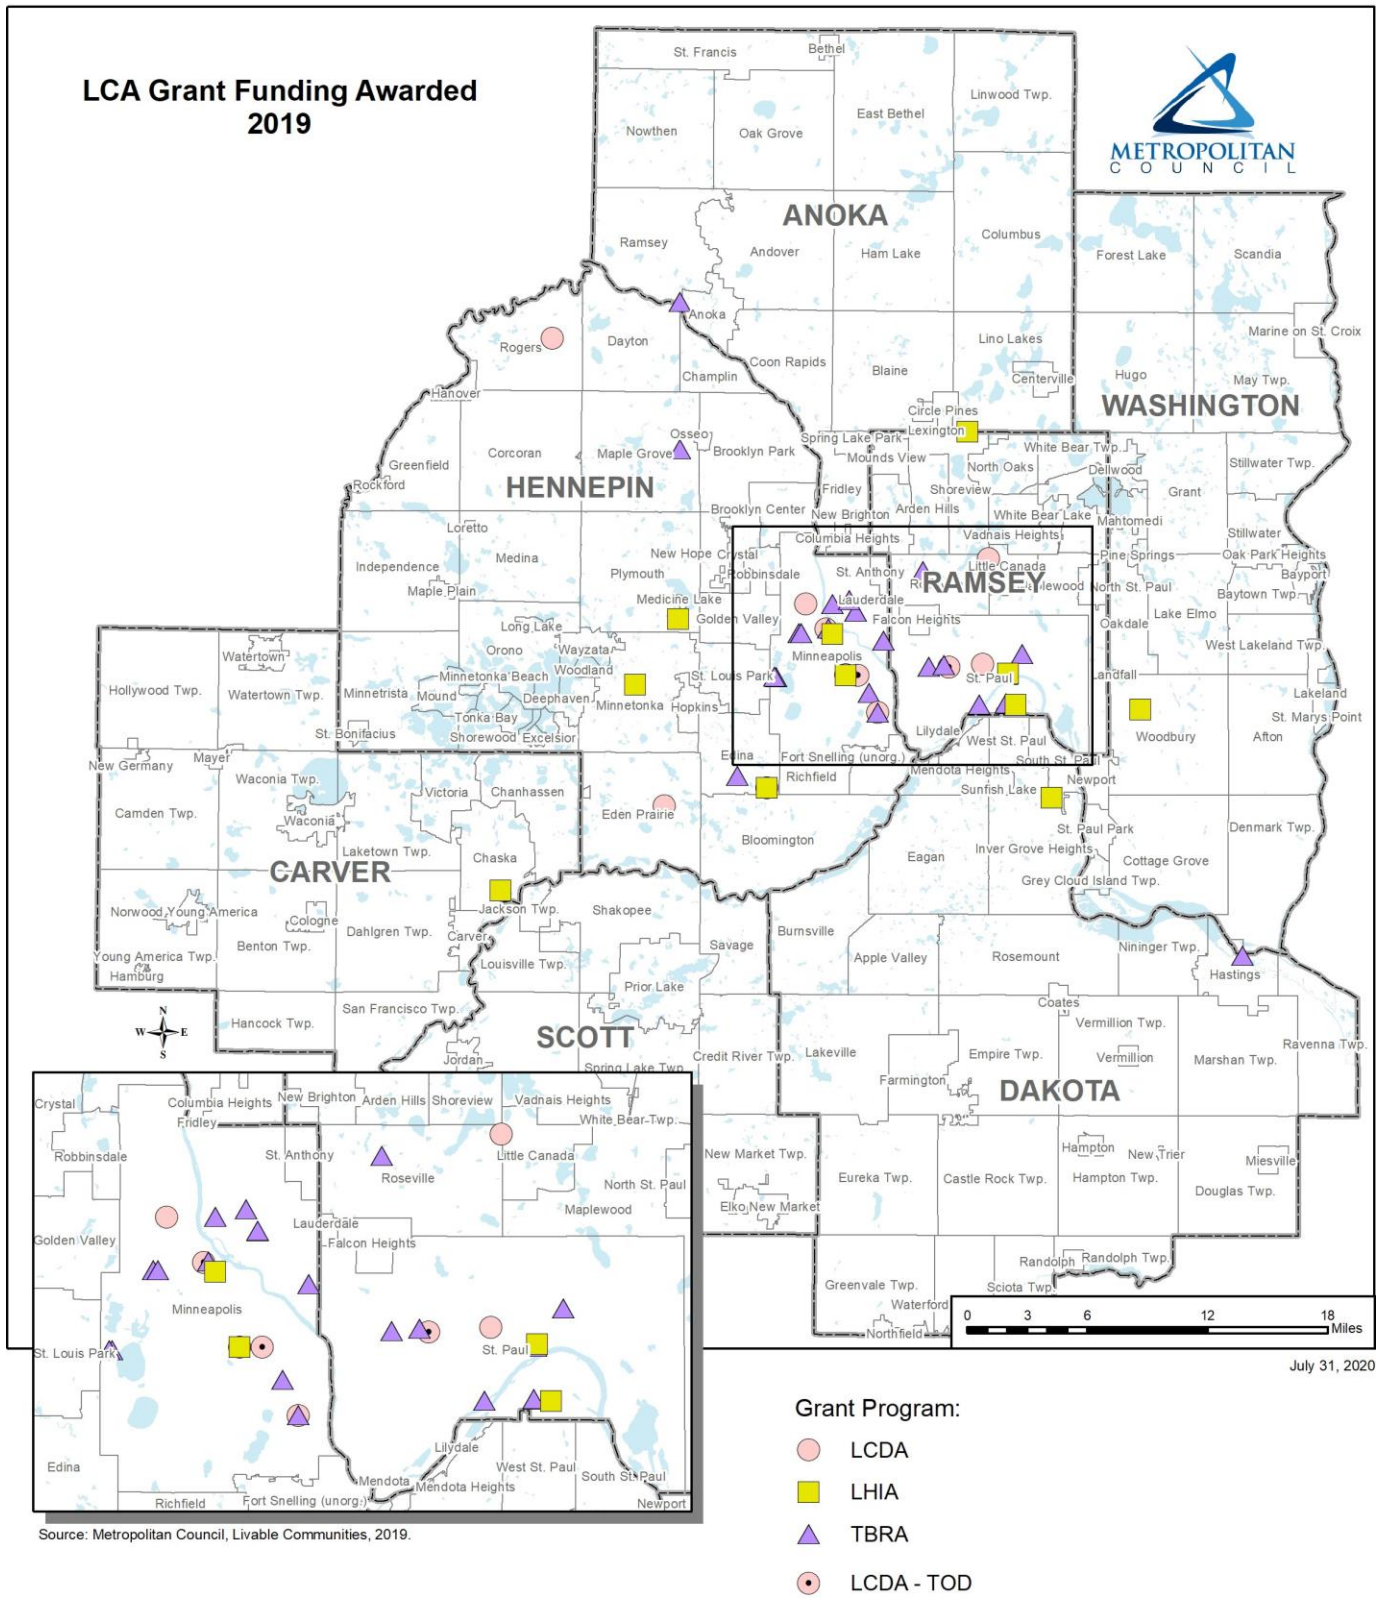 LCA Grant Funding Awarded
2019
METROPOLITAN
COUNCIL
St. Francis
Bethel
Linwood Twp.
Nowthen
Oak Grove
East Bethel
ANOKA
Ramsey
Andover
Ham Lake
Columbus
Forest Lake
Scandia
Anoka
Rogers
Dayton
Coon Rapids
Blaine
Lino Lakes
Marine on St. Croix
Champlin
Centerville
Hugo
May Twp.
Hanover
Circle Pines
WASHINGTON
Osseo
Spring Lake Park
Lexington
Corcoran
Maple Grove
Brooklyn Park
Mounds View
White Bear Twp.
Greenfield
North Oaks
Dellwood
Stillwater Twp.
Rockford
HENNEPIN
Fridley
Shoreview
Grant
Brooklyn Center
New Brighton
Arden Hills
White Bear Lake
Mahtomedi
Loretto
Columbia Heights
Vadnais Heights
Stillwater
Medina
New Hope
Crystal
Pine Springs
Oak Park Heights
Independence
Plymouth
Robbinsdale
St. Anthony
RAMSEY
Little Canada
Bayport
Maple Plain
North St. Paul
Baytown Twp.
Medicine Lake
Lauderdale
Golden Valley
Falcon Heights
Oakdale
Lake Elmo
Long Lake
Watertown
Orono
Wayzata
Minneapolis
West Lakeland Twp.
Hollywood Twp.
Watertown Twp.
Minnetrista
Minnetonka Beach
Woodland
St. Louis Park
St. Paul
Landfall
Lakeland
Mound
Deephaven
Minnetonka
Hopkins
St. Marys Point
Tonka Bay
St. Bonifacius
Shorewood
Excelsior
Lilydale
West St. Paul
Woodbury
Afton
New Germany
Mayer
Edina
Fort Snelling (unorg.)
South St. Paul
Waconia Twp.
Richfield
Mendota Heights
Newport
Victoria
Chanhassen
Sunfish Lake
Camden Twp.
Waconia
Eden Prairie
St. Paul Park
Denmark Twp.
Laketown Twp.
Bloomington
Inver Grove Heights
CARVER
Chaska
Eagan
Cottage Grove
Grey Cloud Island Twp.
Norwood Young America
Cologne
Jackson Twp.
Shakopee
Dahlgren Twp.
Carver
Savage
Burnsville
Benton Twp.
Nininger Twp.
Young America Twp.
Louisville Twp.
Apple Valley
Rosemount
Hamburg
Prior Lake
Hastings
San Francisco Twp.
Coates
N
W E
S
Hancock Twp.
SCOTT
Vermillion Twp.
Jordan
Credit River Twp.
Lakeville
Empire Twp.
Vermillion
Marshan Twp.
Ravenna Twp.
Spring Lake Twp.
Farmington
DAKOTA
Hampton
New Trier
Miesville
New Market Twp.
Eureka Twp.
Castle Rock Twp.
Hampton Twp.
Douglas Twp.
Elko New Market
Randolph
Randolph Twp.
Greenvale Twp.
Sciota Twp.
Waterford
Northfield
0 3 6 12 18
Miles
July 31, 2020
Crystal
Columbia Heights
New Brighton
Arden Hills
Shoreview
Vadnais Heights
Fridley
White Bear Twp.
Robbinsdale
St. Anthony
Little Canada
Roseville
North St. Paul
Maplewood
Golden Valley
Lauderdale
Falcon Heights
Minneapolis
St. Louis Park
St. Paul
Lilydale
Edina
West St. Paul
South St. Paul
Mendota
Mendota Heights
Richfield
Fort Snelling (unorg.)
Newport
Source: Metropolitan Council, Livable Communities, 2019.
Grant Program:
LCDA
LHIA
TBRA
LCDA - TOD